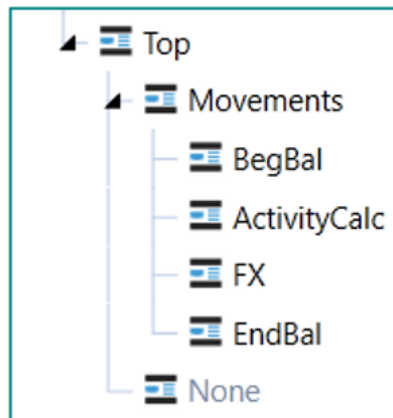 Top
Movements
BegBal
ActivityCalc
FX
EndBal
None